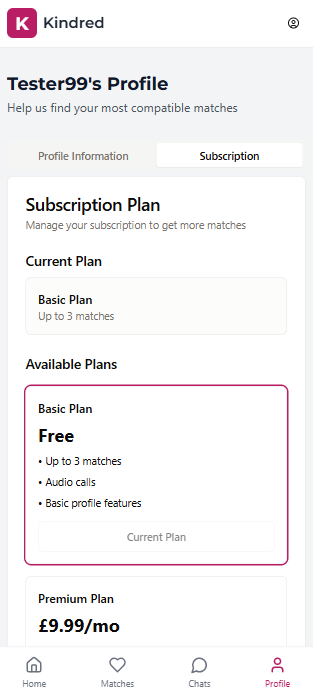 K Kindred
Tester99's Profile
Help us find your most compatible matches
Profile Information Subscription
Subscription Plan
Manage your subscription to get more matches
Current Plan
Basic Plan
Up to 3 matches
Available Plans
Basic Plan
Free
• Up to 3 matches
• Audio calls
• Basic profile features
Current Plan
Premium Plan
£9.99/mo
Home Matches Chats Profile